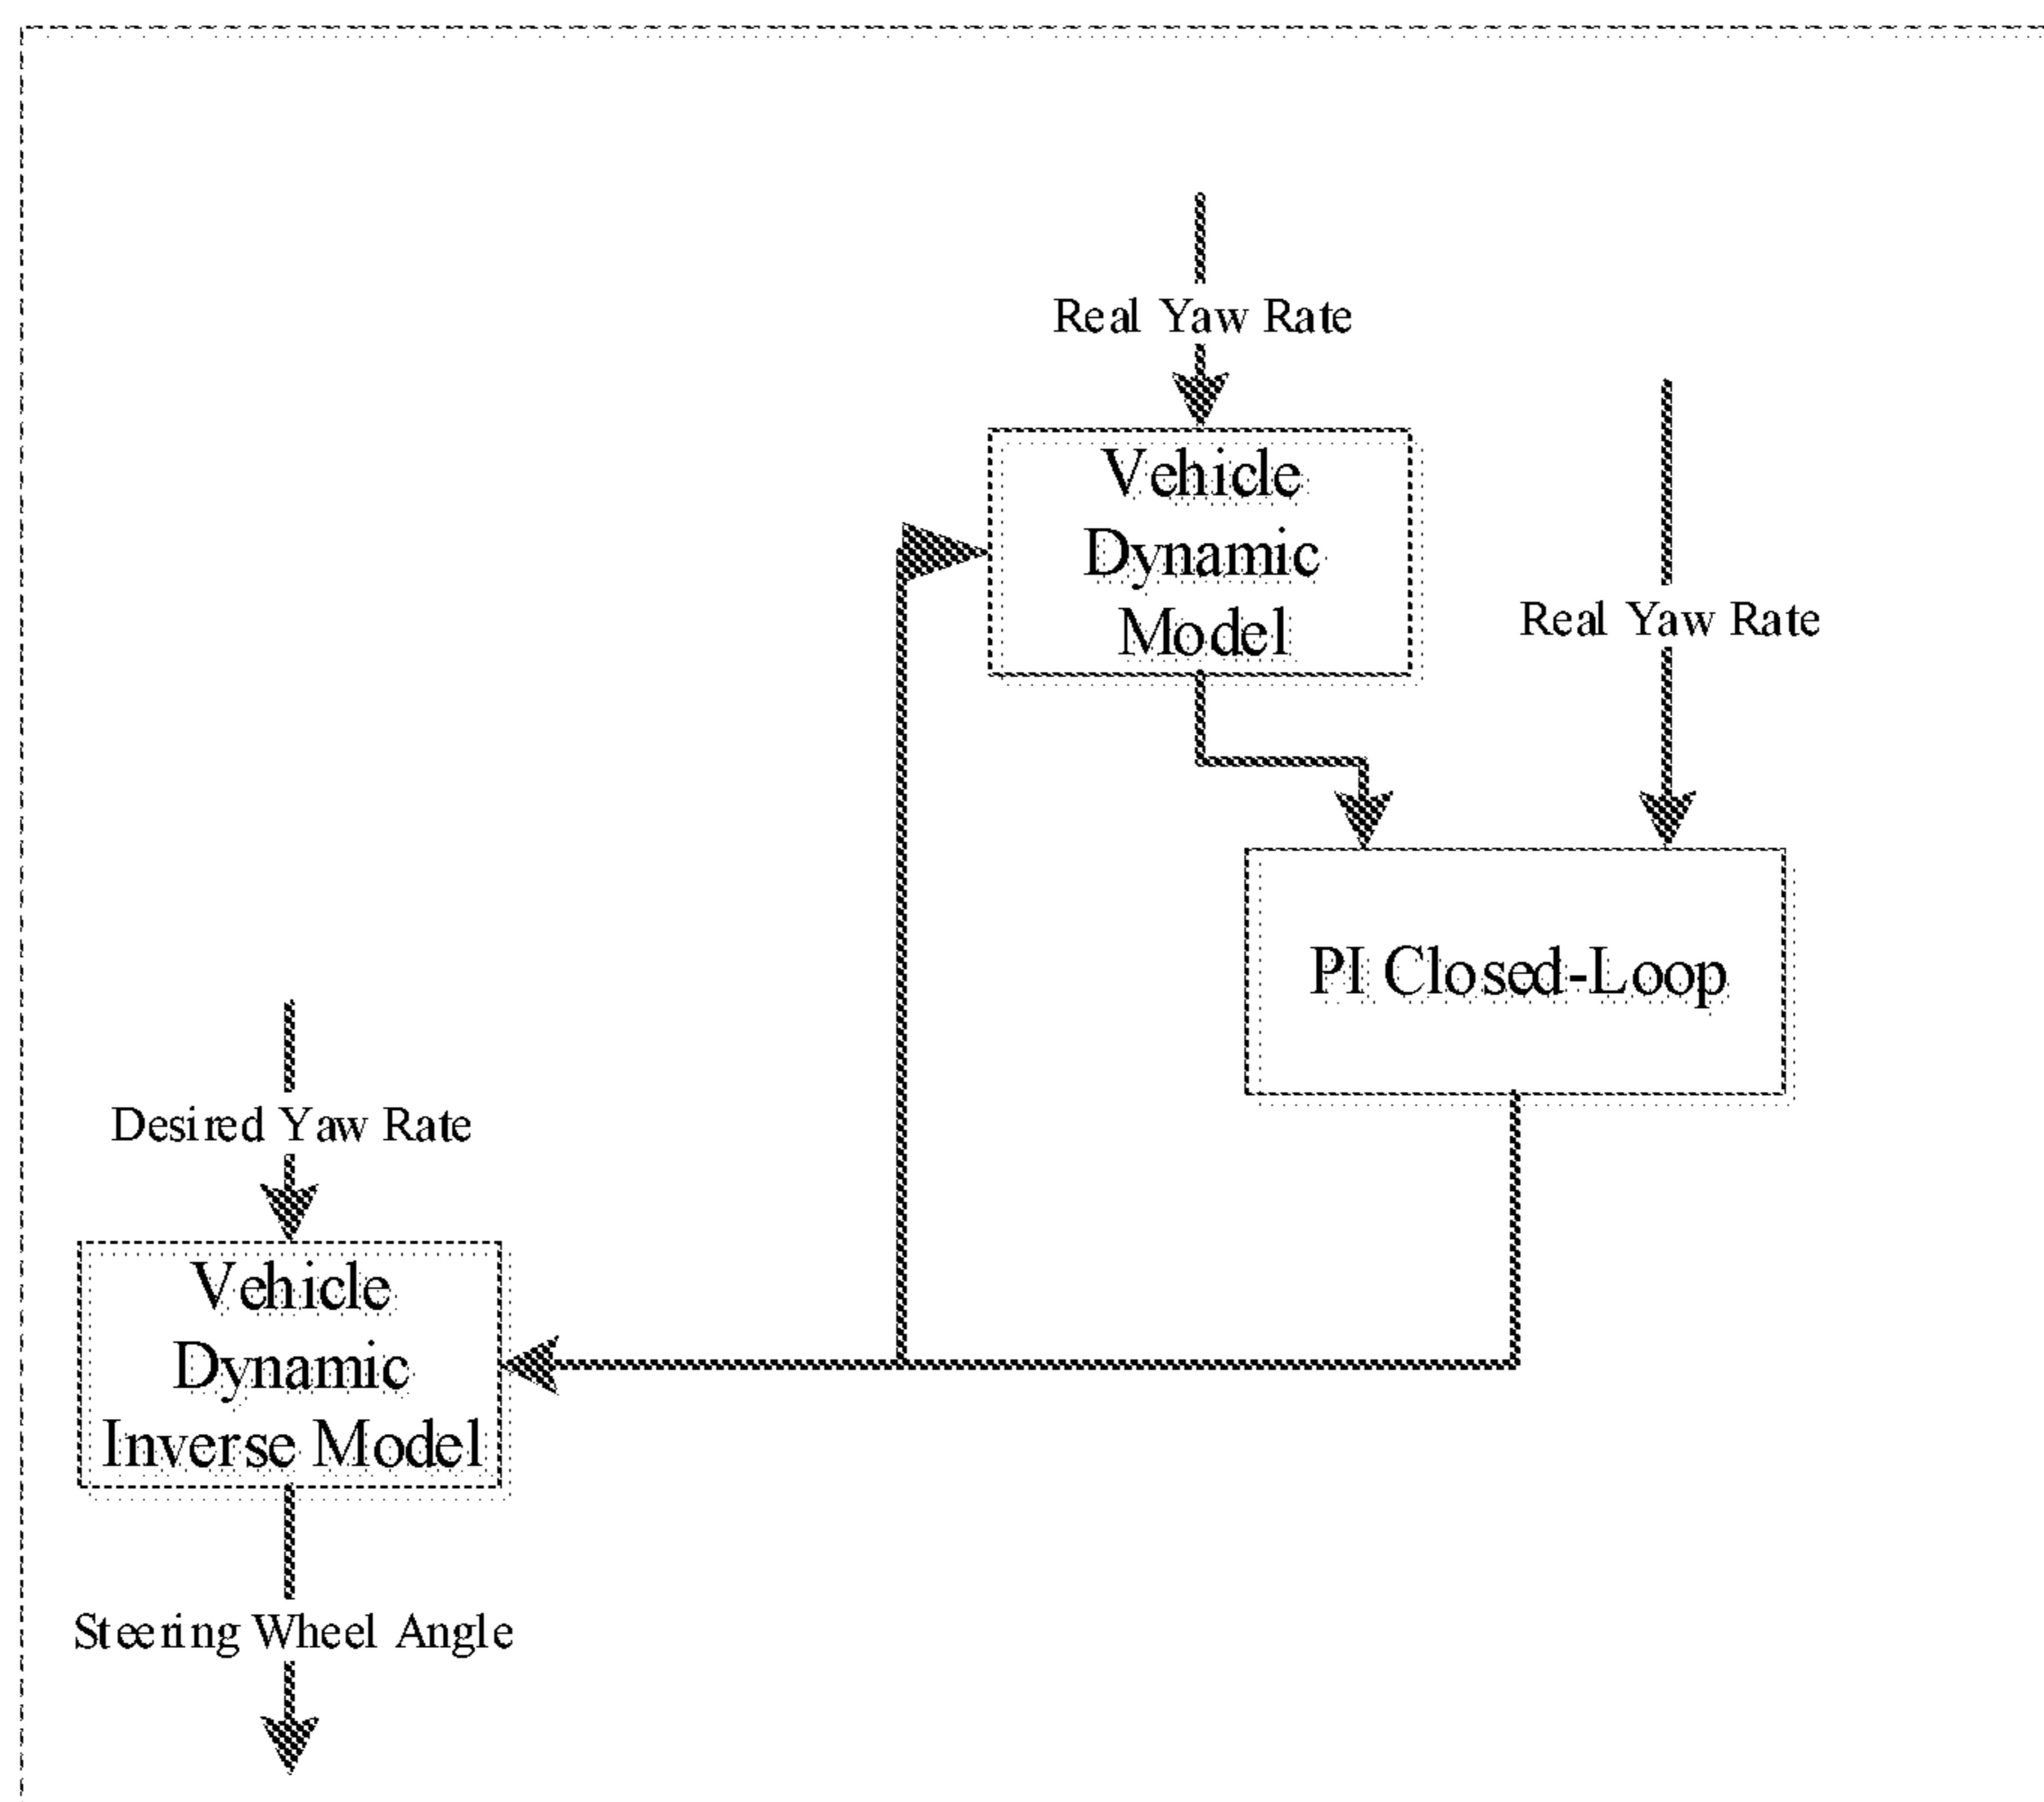 Real Yaw Rate
Vehicle
Dynamic
Model
Real Yaw Rate
PI Closed-Loop
Desired Yaw Rate
Vehicle
Dynamic
Inverse Model
Steering Wheel Angle